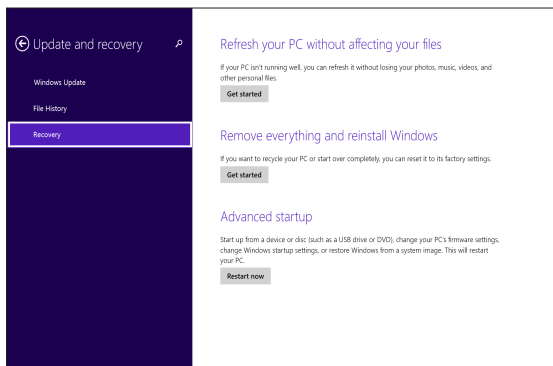 Update and recovery
Windows Update
File History
Recovery
Refresh your PC without affecting your files
If your PC isn't running well, you can refresh it without losing your photos, music, videos, and
other personal files.
Get started
Remove everything and reinstall Windows
If you want to recycle your PC or start over completely, you can reset it to its factory settings.
Get started
Advanced startup
Start up from a device or disc (such as a USB drive or DVD), change your PC's firmware settings,
change Windows startup settings, or restore Windows from a system image. This will restart
your PC.
Restart now